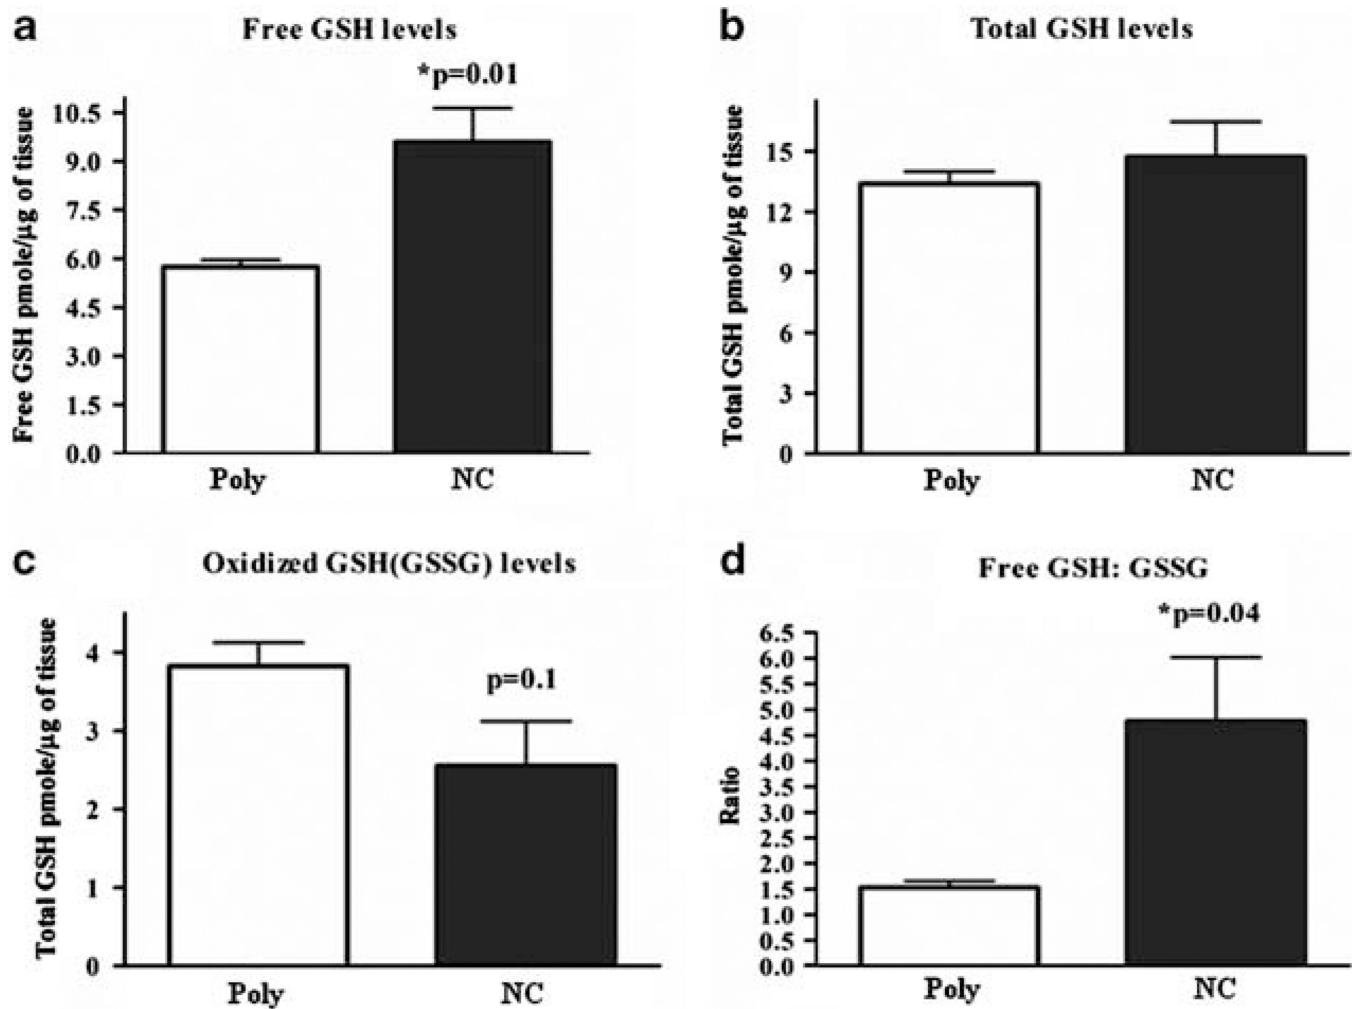 a
Free GSH levels
*p=0.01
Free GSH pmole/µg of tissue
10.5
9.0
7.5
6.0
4.5
3.0
1.5
0.0
Poly
NC
b
Total GSH levels
Total GSH pmole/µg of tissue
15
12
9
6
3
0
Poly
NC
c
Oxidized GSH(GSSG) levels
p=0.1
Total GSH pmole/µg of tissue
4
3
2
1
0
Poly
NC
d
Free GSH: GSSG
*p=0.04
Ratio
6.5
6.0
5.5
5.0
4.5
4.0
3.5
3.0
2.5
2.0
1.5
1.0
0.5
0.0
Poly
NC